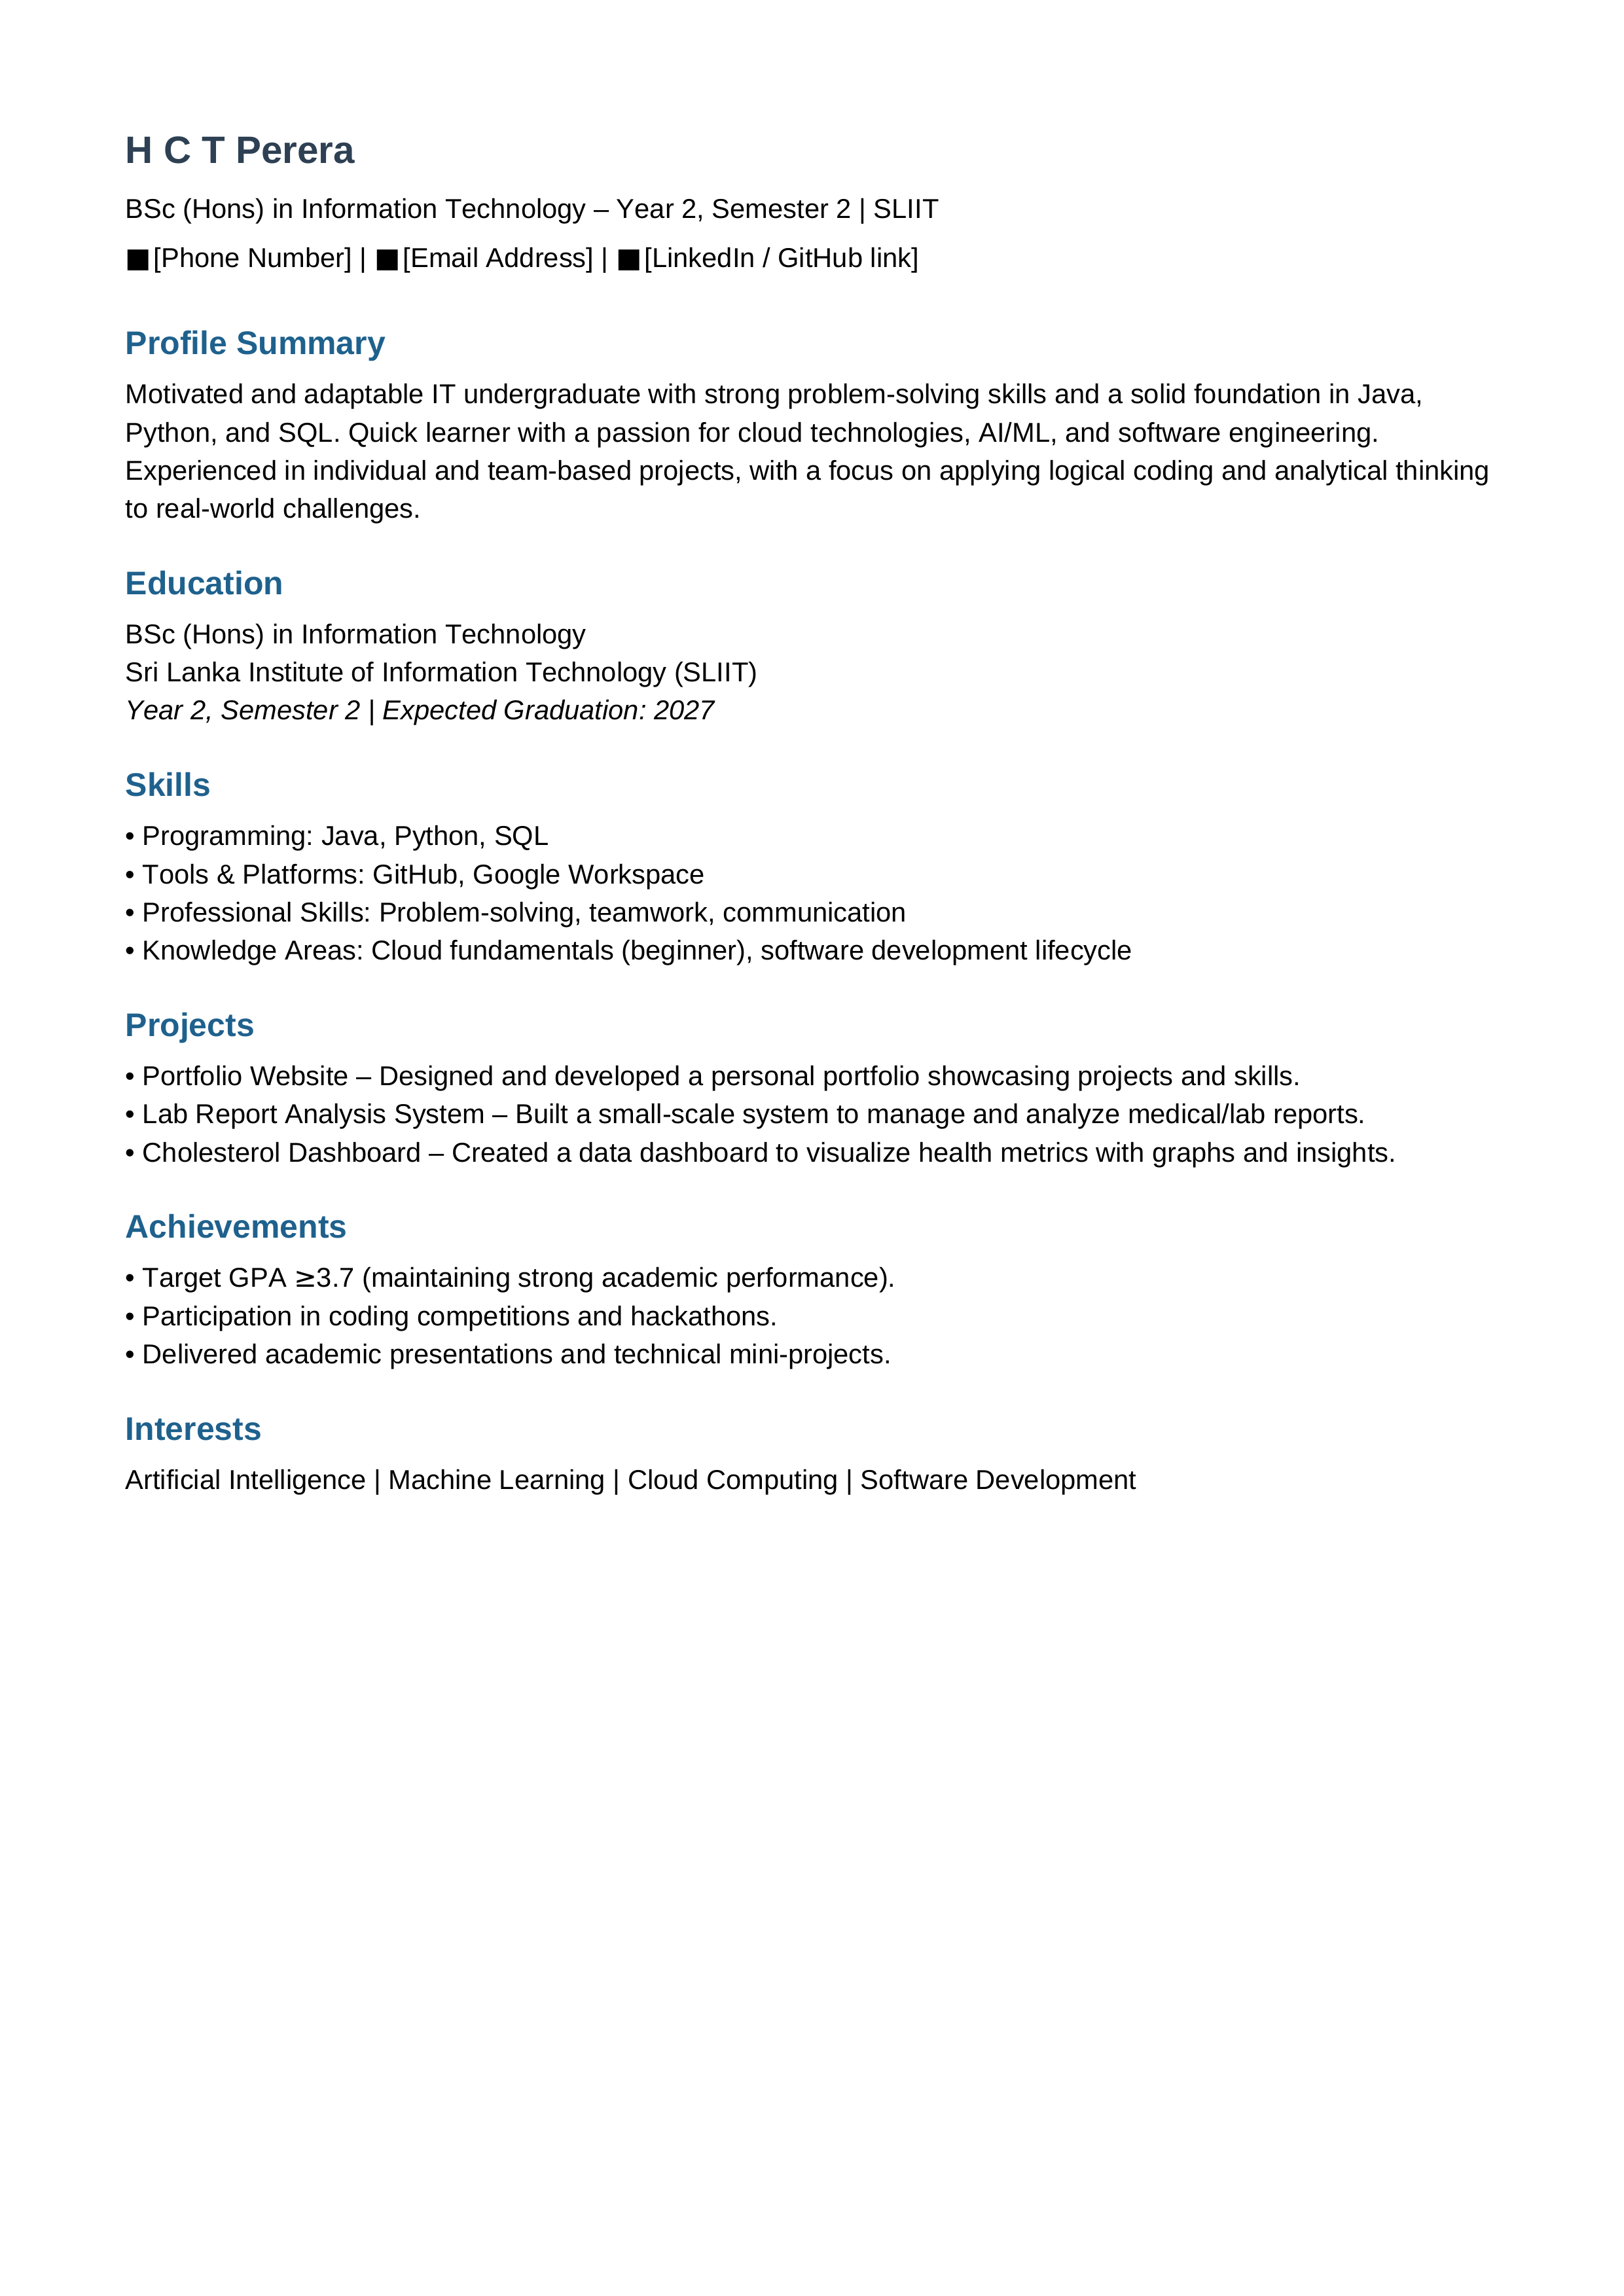 H C T Perera
BSc (Hons) in Information Technology – Year 2, Semester 2 | SLIIT
■ [Phone Number] | ■ [Email Address] | ■ [LinkedIn / GitHub link]
Profile Summary
Motivated and adaptable IT undergraduate with strong problem-solving skills and a solid foundation in Java,
Python, and SQL. Quick learner with a passion for cloud technologies, AI/ML, and software engineering.
Experienced in individual and team-based projects, with a focus on applying logical coding and analytical thinking
to real-world challenges.
Education
BSc (Hons) in Information Technology
Sri Lanka Institute of Information Technology (SLIIT)
Year 2, Semester 2 | Expected Graduation: 2027
Skills
• Programming: Java, Python, SQL
• Tools & Platforms: GitHub, Google Workspace
• Professional Skills: Problem-solving, teamwork, communication
• Knowledge Areas: Cloud fundamentals (beginner), software development lifecycle
Projects
• Portfolio Website – Designed and developed a personal portfolio showcasing projects and skills.
• Lab Report Analysis System – Built a small-scale system to manage and analyze medical/lab reports.
• Cholesterol Dashboard – Created a data dashboard to visualize health metrics with graphs and insights.
Achievements
• Target GPA ≥3.7 (maintaining strong academic performance).
• Participation in coding competitions and hackathons.
• Delivered academic presentations and technical mini-projects.
Interests
Artificial Intelligence | Machine Learning | Cloud Computing | Software Development